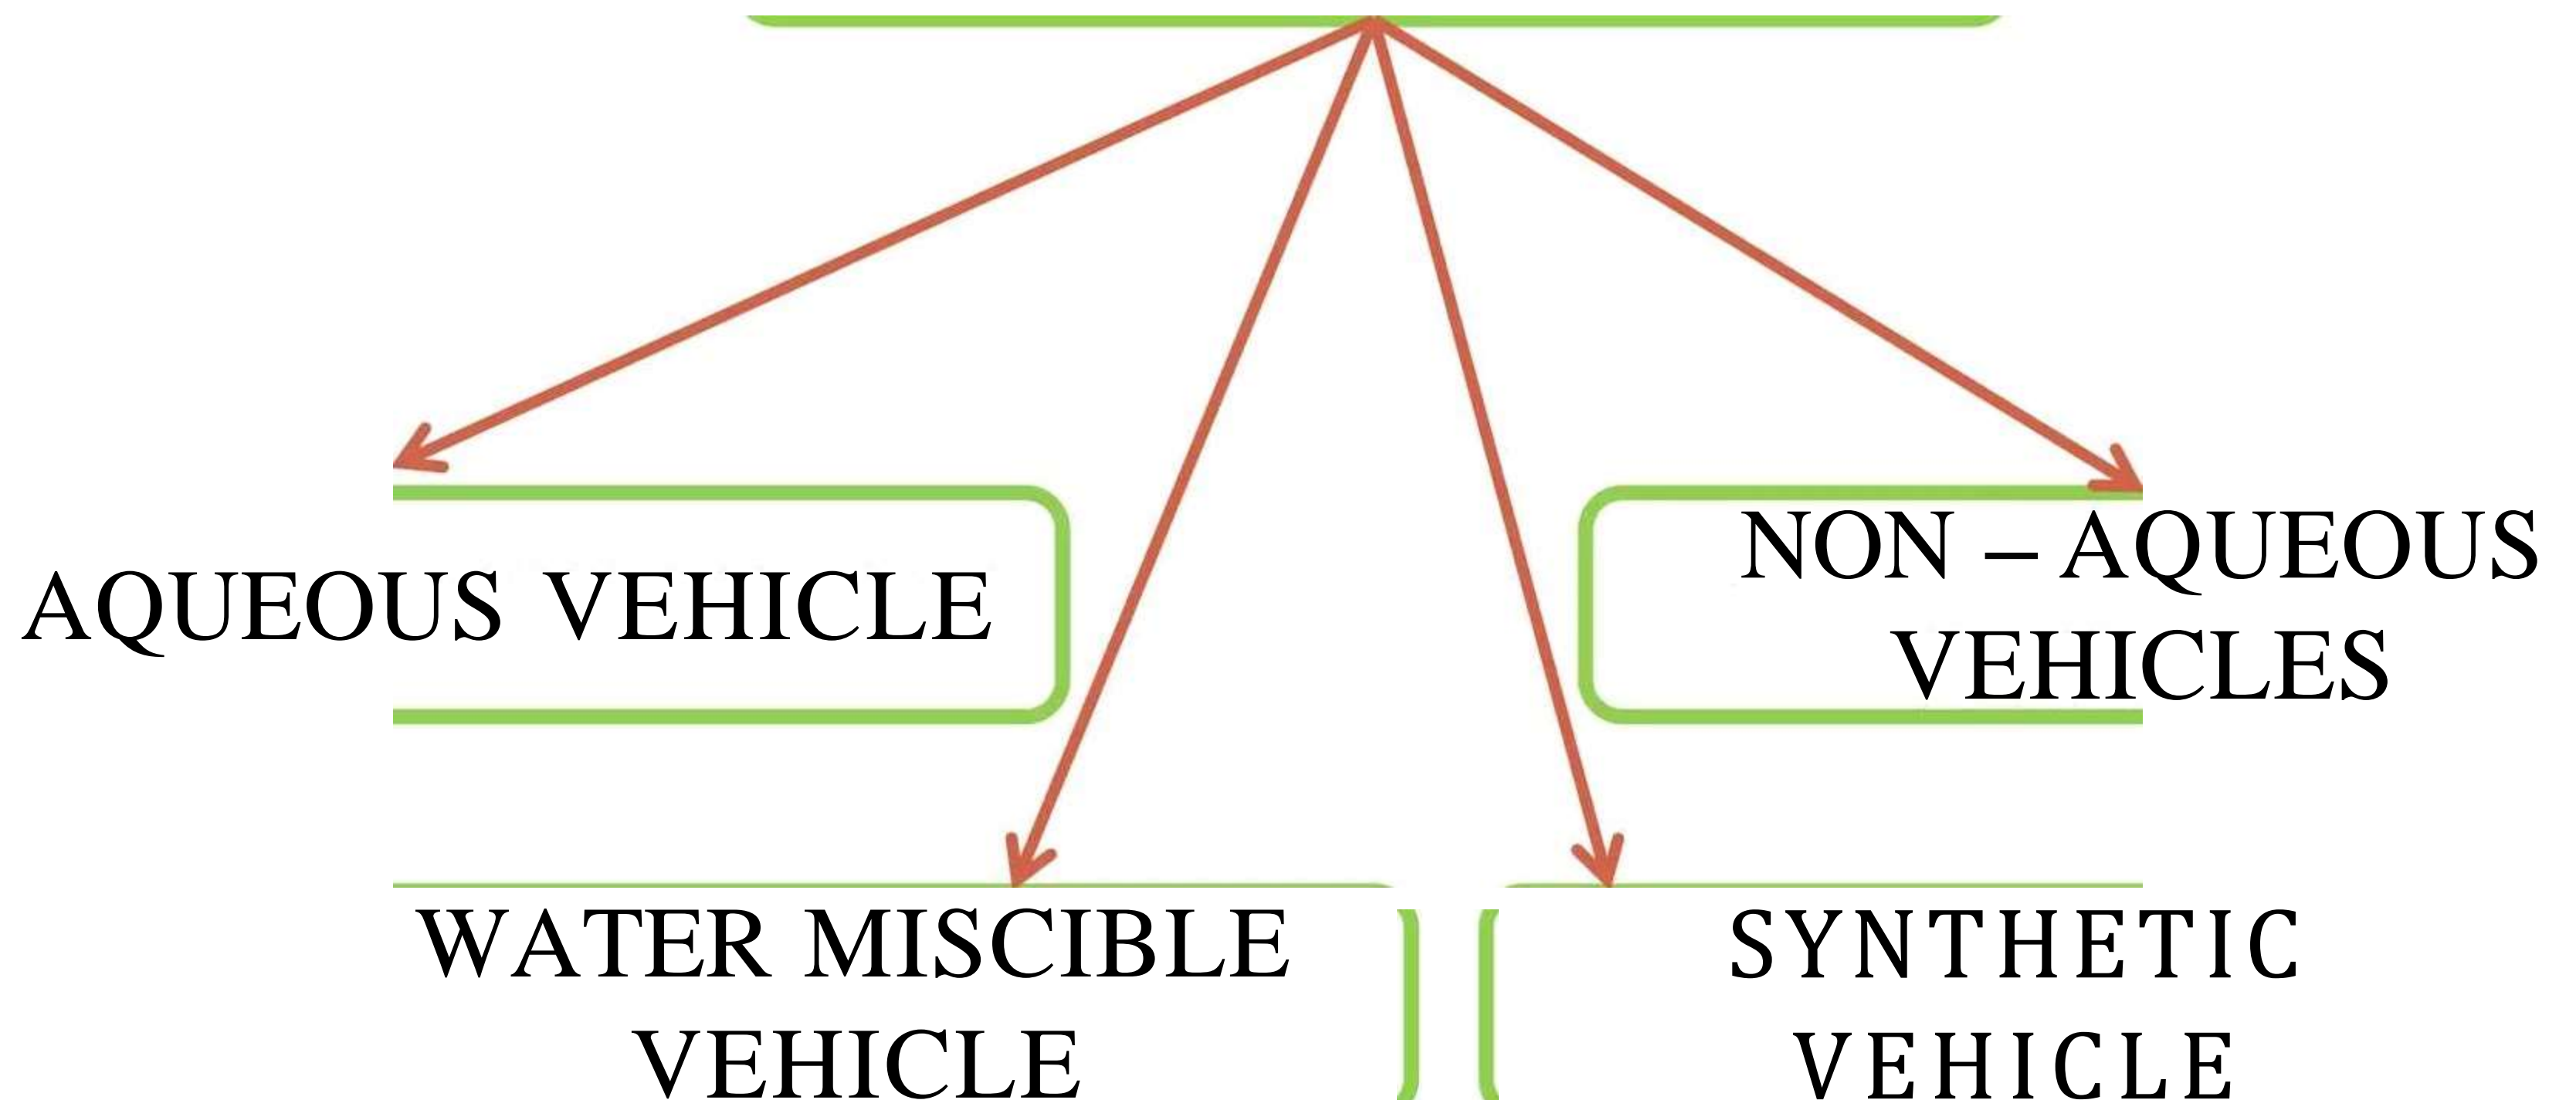 AQUEOUS VEHICLE
NON – AQUEOUS
VEHICLES
WATER MISCIBLE
VEHICLE
SYNTHETIC
VEHICLE